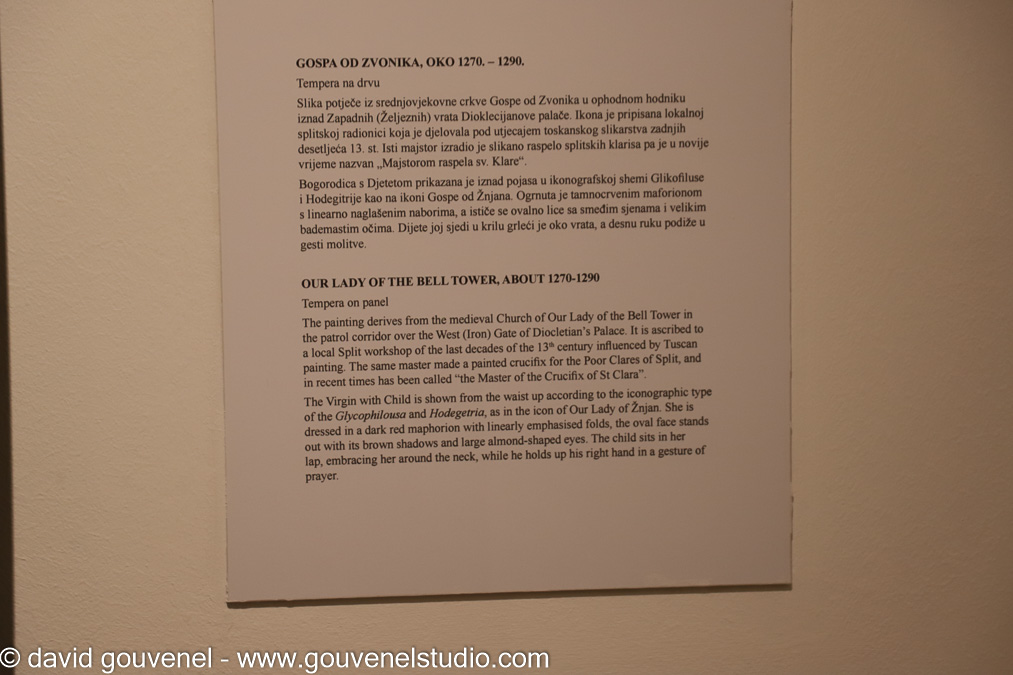 GOSPA OD ZVONIKA, OKO 1270. – 1290.
Tempera na drvu
Slika potječe iz srednjovjekovne crkve Gospe od Zvonika u ophodnom hodniku
iznad Zapadnih (Željeznih) vrata Dioklecijanove palače. Ikona je pripisana lokalnoj
splitskoj radionici koja je djelovala pod utjecajem toskanskog slikarstva zadnjih
desetljeća 13. st. Isti majstor izradio je slikano raspelo splitskih klarisa pa je u novije
vrijeme nazvan „Majstorom raspela sv. Klare“.
Bogorodica s Djetetom prikazana je iznad pojasa u ikonografskoj shemi Glikofiluse
i Hodegitrije kao na ikoni Gospe od Žnjana. Ogrnuta je tamnocrvenim maforionom
s linearno naglašenim naborima, a ističe se ovalno lice sa smeđim sjenama i velikim
bademastim očima. Dijete joj sjedi u krilu grleći je oko vrata, a desnu ruku podiže u
gesti molitve.
OUR LADY OF THE BELL TOWER, ABOUT 1270-1290
Tempera on panel
The painting derives from the medieval Church of Our Lady of the Bell Tower in
the patrol corridor over the West (Iron) Gate of Diocletian’s Palace. It is ascribed to
a local Split workshop of the last decades of the 13th century influenced by Tuscan
painting. The same master made a painted crucifix for the Poor Clares of Split, and
in recent times has been called “the Master of the Crucifix of St Clara”.
The Virgin with Child is shown from the waist up according to the iconographic type
of the Glycophilousa and Hodegetria, as in the icon of Our Lady of Žnjan. She is
dressed in a dark red maphorion with linearly emphasised folds, the oval face stands
out with its brown shadows and large almond-shaped eyes. The child sits in her
lap, embracing her around the neck, while he holds up his right hand in a gesture of
prayer.
© david gouvenel - www.gouvenelstudio.com